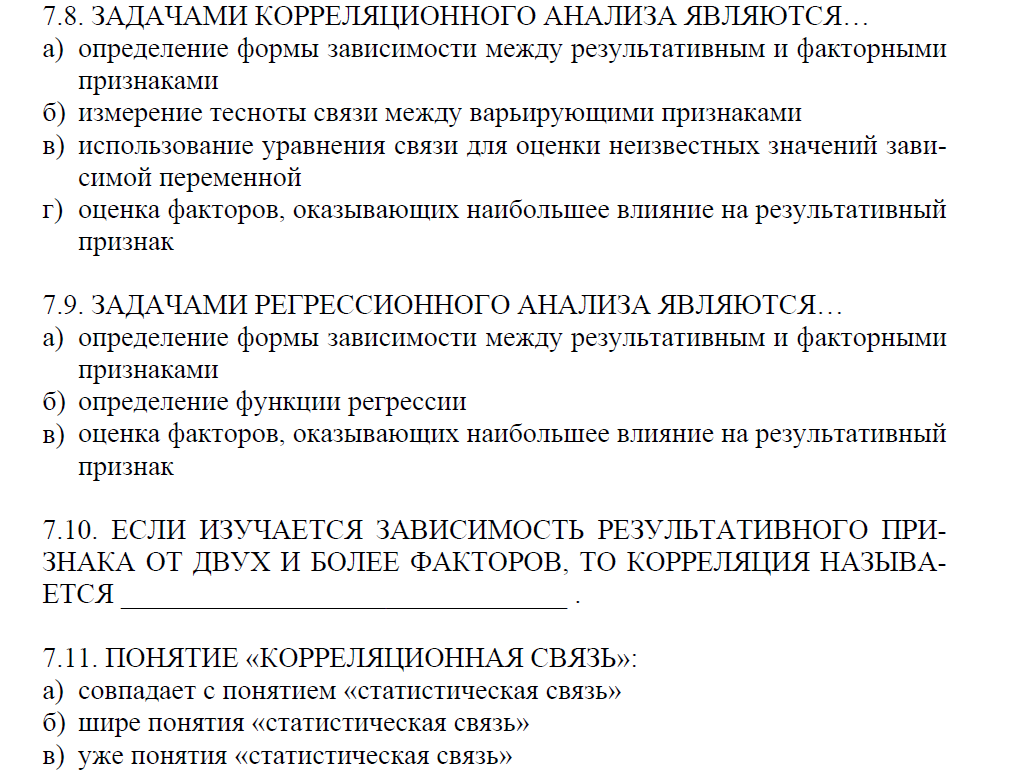 7.8. ЗАДАЧАМИ КОРРЕЛЯЦИОННОГО АНАЛИЗА ЯВЛЯЮТСЯ…
а) определение формы зависимости между результативным и факторными
признаками
б) измерение тесноты связи между варьирующими признаками
в) использование уравнения связи для оценки неизвестных значений зави-
симой переменной
г) оценка факторов, оказывающих наибольшее влияние на результативный
признак
7.9. ЗАДАЧАМИ РЕГРЕССИОННОГО АНАЛИЗА ЯВЛЯЮТСЯ…
а) определение формы зависимости между результативным и факторными
признаками
б) определение функции регрессии
в) оценка факторов, оказывающих наибольшее влияние на результативный
признак
7.10. ЕСЛИ ИЗУЧАЕТСЯ ЗАВИСИМОСТЬ РЕЗУЛЬТАТИВНОГО ПРИ-
ЗНАКА ОТ ДВУХ И БОЛЕЕ ФАКТОРОВ, ТО КОРРЕЛЯЦИЯ НАЗЫВА-
ЕТСЯ ________________________________ .
7.11. ПОНЯТИЕ «КОРРЕЛЯЦИОННАЯ СВЯЗЬ»:
а) совпадает с понятием «статистическая связь»
б) шире понятия «статистическая связь»
в) уже понятия «статистическая связь»